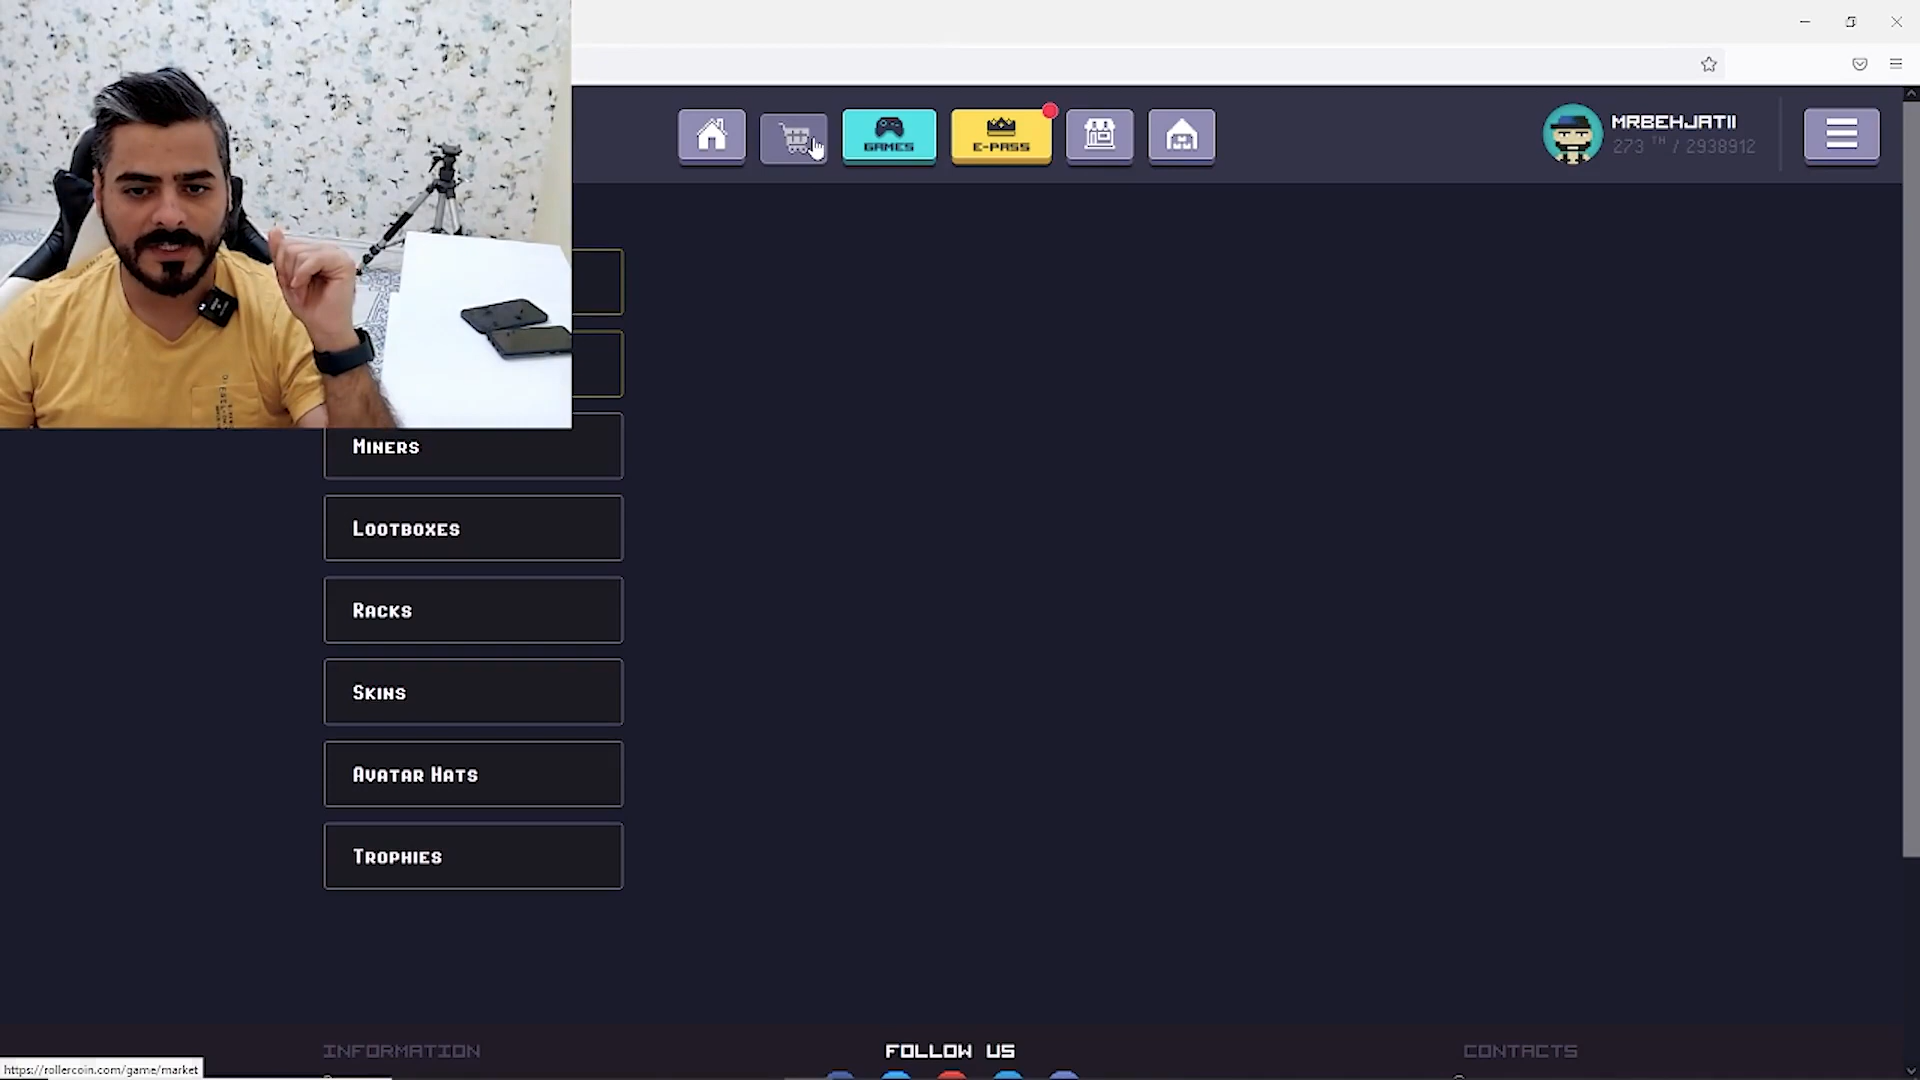 GAMES
E-PASS
MRBEHJATII
273 TH / 2938912
Miners
Lootboxes
Racks
Skins
Avatar Hats
Trophies
INFORMATION
FOLLOW US
CONTACTS
https://rollercoin.com/game/market